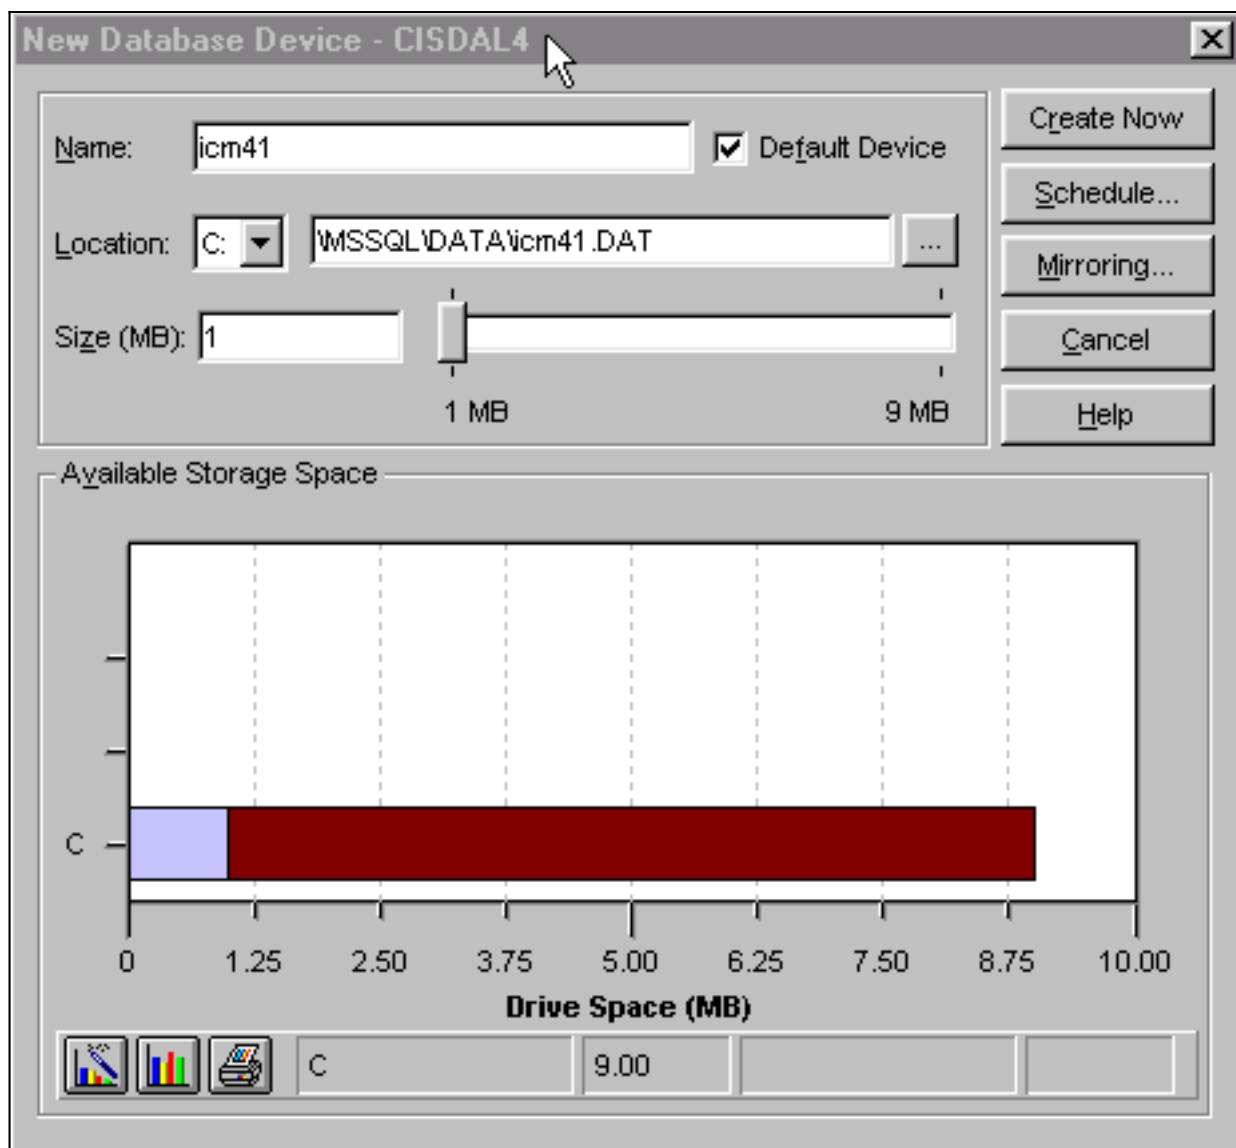 New Database Device - CISDAL4
Name: icm41 Default Device Create Now
Schedule...
Location: C: \MSSQL\DATA\icm41.DAT ... Mirroring...
Size (MB): 1 Cancel
1 MB 9 MB Help
Available Storage Space
C
0 1.25 2.50 3.75 5.00 6.25 7.50 8.75 10.00
Drive Space (MB)
C 9.00